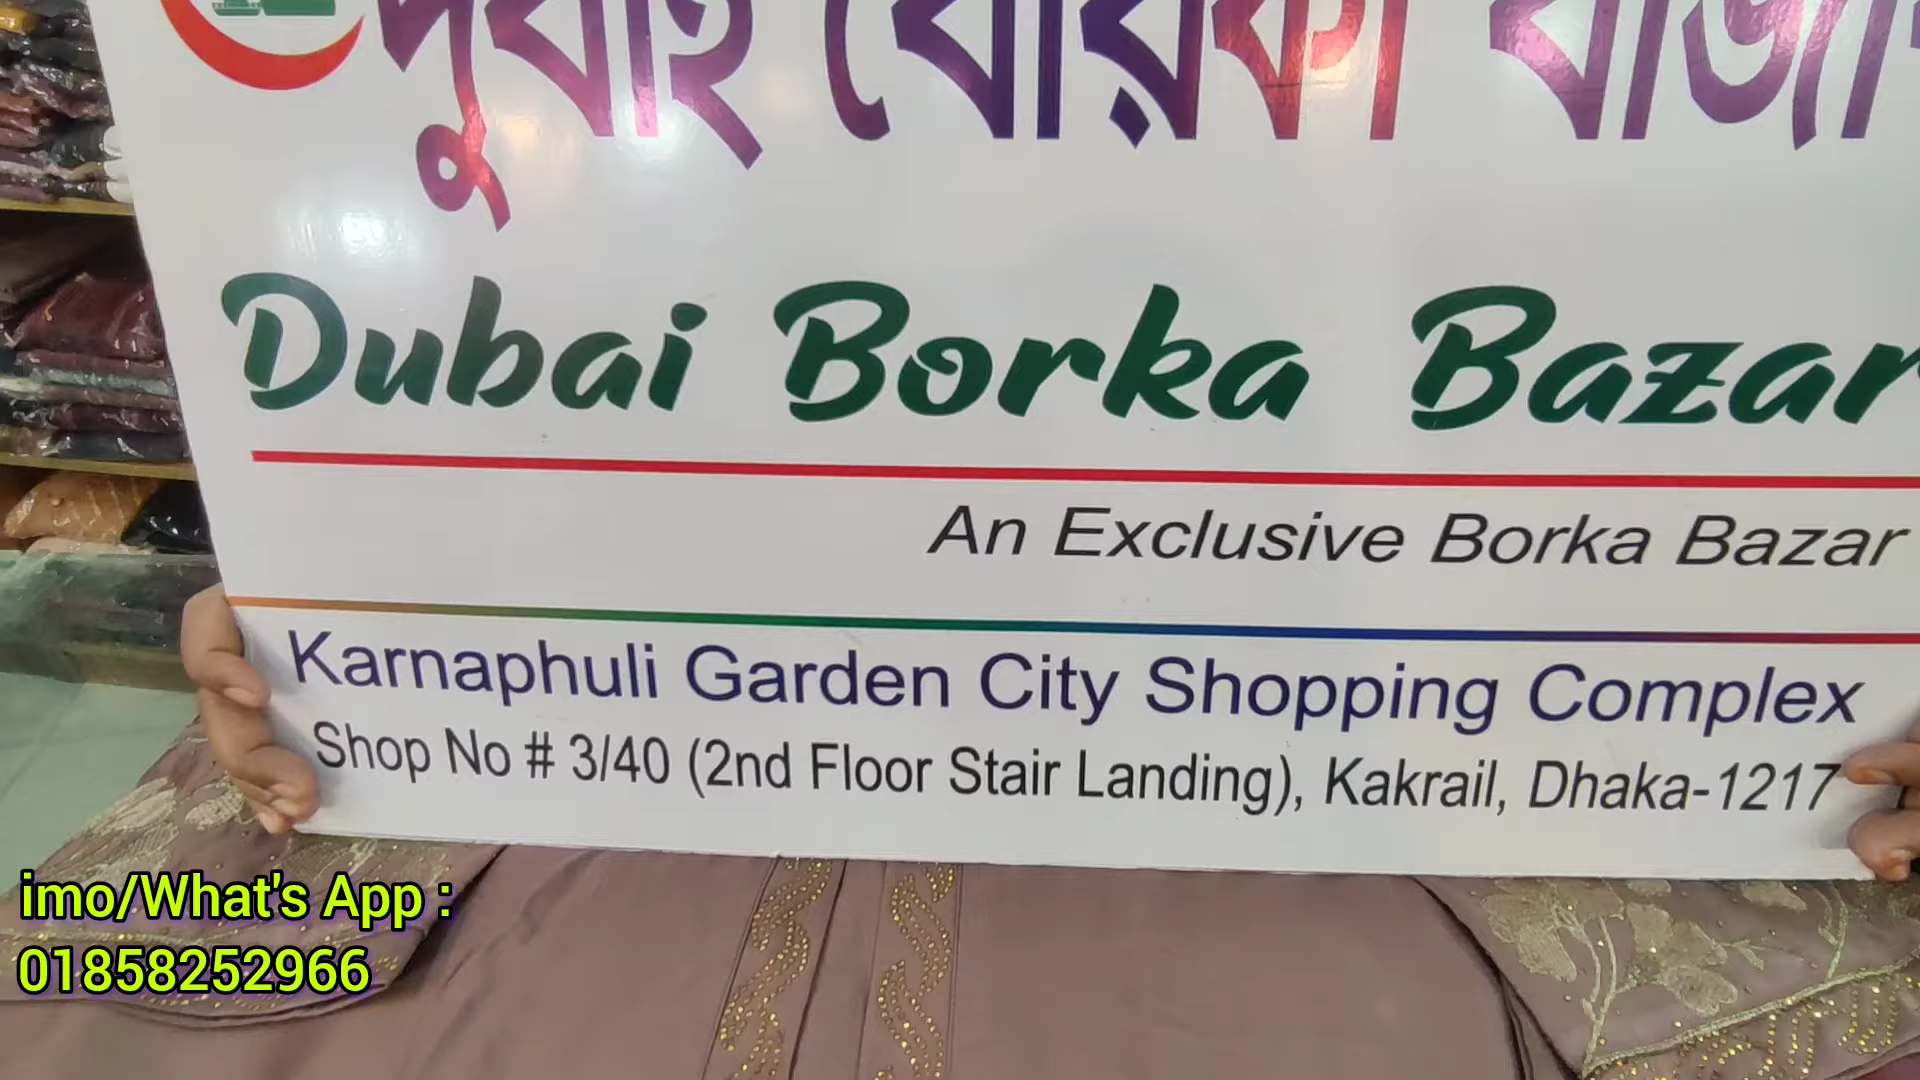 দুবাই বোরকা বাজার
Dubai Borka Bazar
An Exclusive Borka Bazar
Karnaphuli Garden City Shopping Complex
Shop No # 3/40 (2nd Floor Stair Landing), Kakrail, Dhaka-1217
imo/What's App :
01858252966